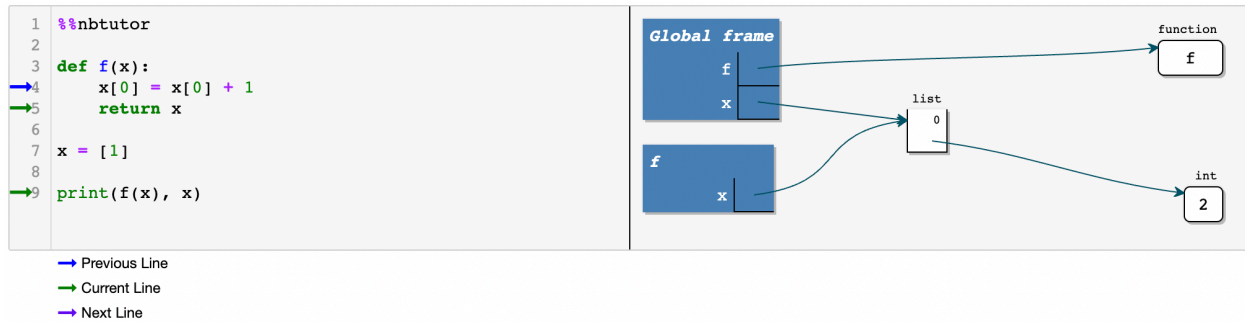 1 %%nbtutor
2
3 def f(x):
4     x[0] = x[0] + 1
5     return x
6
7 x = [1]
8
9 print(f(x), x)
Previous Line
Current Line
Next Line
Global frame
f
x
f
x
function
f
list
0
int
2